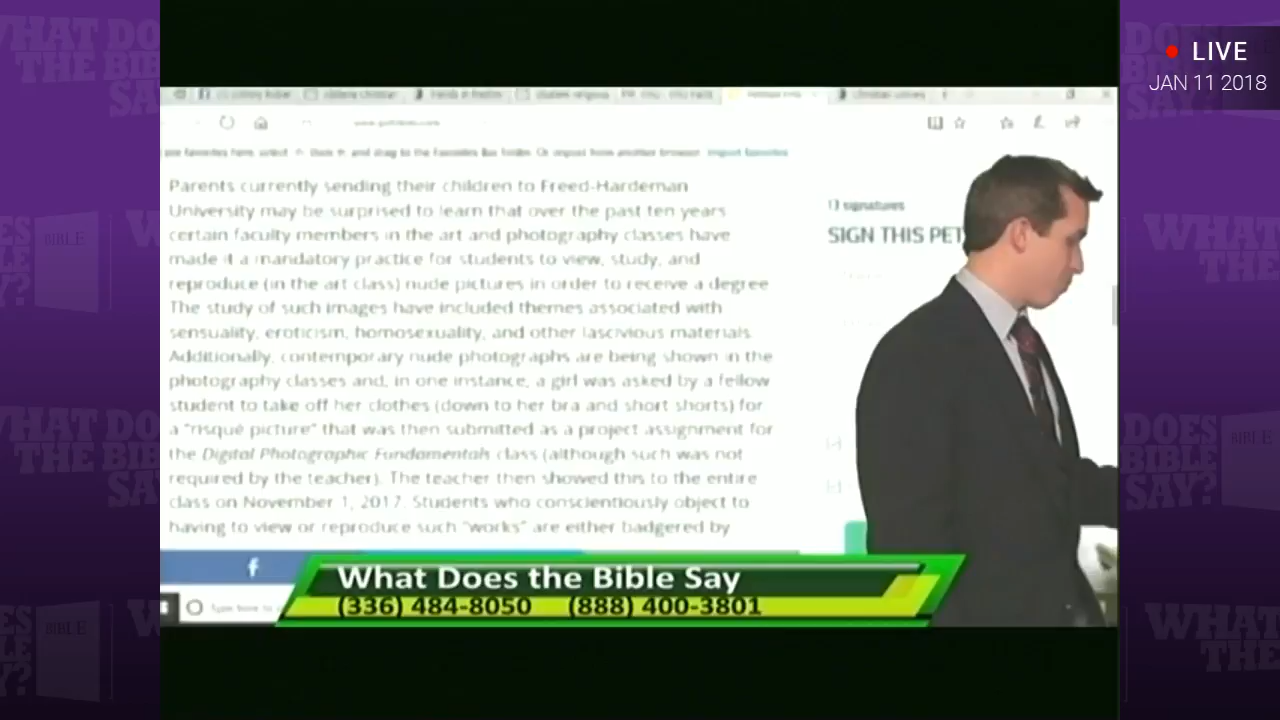 LIVE
JAN 11 2018
Parents currently sending their children to Freed-Hardeman
University may be surprised to learn that over the past ten years
certain faculty members in the art and photography classes have
made it a mandatory practice for students to view, study, and
reproduce (in the art class) nude pictures in order to receive a degree
The study of such images have included themes associated with
sensuality, eroticism, homosexuality, and other lascivious materials.
Additionally, contemporary nude photographs are being shown in the
photography classes and, in one instance, a girl was asked by a fellow
student to take off her clothes (down to her bra and short shorts) for
a "risqué picture" that was then submitted as a project assignment for
the Digital Photographic Fundamentals class (although such was not
required by the teacher). The teacher then showed this to the entire
class on November 1, 2017. Students who conscientiously object to
having to view or reproduce such "works" are either badgered by
13 signatures
SIGN THIS PET
f
What Does the Bible Say
(336) 484-8050 (888) 400-3801
WHAT DOES
THE BIBLE
SAY?
BIBLE